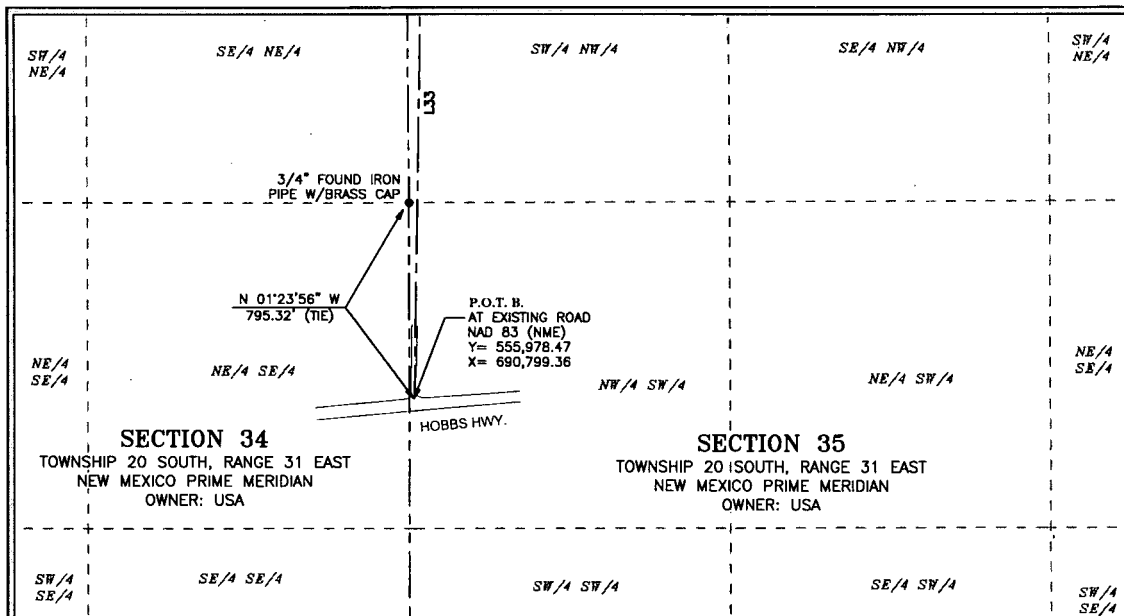 SW/4
NE/4
SE/4 NE/4
SW/4 NW/4
SE/4 NW/4
SW/4
NE/4
L33
3/4" FOUND IRON
PIPE W/BRASS CAP
N 01°23'56" W
795.32' (TIE)
P.O.T. B.
AT EXISTING ROAD
NAD 83 (NME)
Y= 555,978.47
X= 690,799.36
NE/4
SE/4
NE/4 SE/4
NW/4 SW/4
NE/4 SW/4
NE/4
SE/4
HOBBS HWY.
SECTION 34
TOWNSHIP 20 SOUTH, RANGE 31 EAST
NEW MEXICO PRIME MERIDIAN
OWNER: USA
SECTION 35
TOWNSHIP 20 SOUTH, RANGE 31 EAST
NEW MEXICO PRIME MERIDIAN
OWNER: USA
SW/4
SE/4
SE/4 SE/4
SW/4 SW/4
SE/4 SW/4
SW/4
SE/4